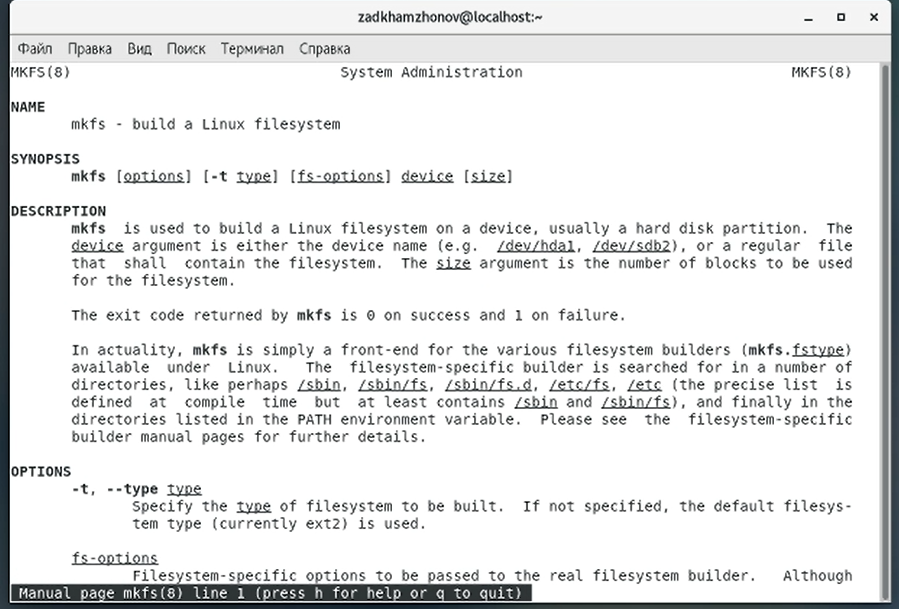 zadkhamzhonov@localhost:~
Файл Правка Вид Поиск Терминал Справка
MKFS(8) System Administration MKFS(8)
NAME
mkfs - build a Linux filesystem
SYNOPSIS
mkfs [options] [-t type] [fs-options] device [size]
DESCRIPTION
mkfs is used to build a Linux filesystem on a device, usually a hard disk partition. The
device argument is either the device name (e.g. /dev/hda1, /dev/sdb2), or a regular file
that shall contain the filesystem. The size argument is the number of blocks to be used
for the filesystem.
The exit code returned by mkfs is 0 on success and 1 on failure.
In actuality, mkfs is simply a front-end for the various filesystem builders (mkfs.fstype)
available under Linux. The filesystem-specific builder is searched for in a number of
directories, like perhaps /sbin, /sbin/fs, /sbin/fs.d, /etc/fs, /etc (the precise list is
defined at compile time but at least contains /sbin and /sbin/fs), and finally in the
directories listed in the PATH environment variable. Please see the filesystem-specific
builder manual pages for further details.
OPTIONS
-t, --type type
Specify the type of filesystem to be built. If not specified, the default filesys-
tem type (currently ext2) is used.
fs-options
Filesystem-specific options to be passed to the real filesystem builder. Although
Manual page mkfs(8) line 1 (press h for help or q to quit)